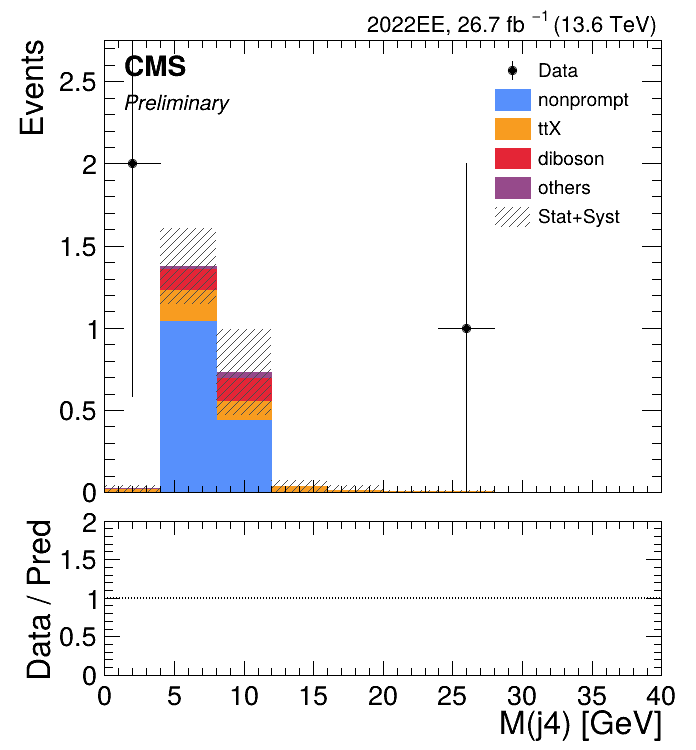 2022EE, 26.7 fb ⁻¹ (13.6 TeV)
Events
CMS
Preliminary
Data
nonprompt
ttX
diboson
others
Stat+Syst
2.5
2
1.5
1
0.5
0
Data / Pred
2
1.5
1
0.5
0
0 5 10 15 20 25 30 35 40
M(j4) [GeV]